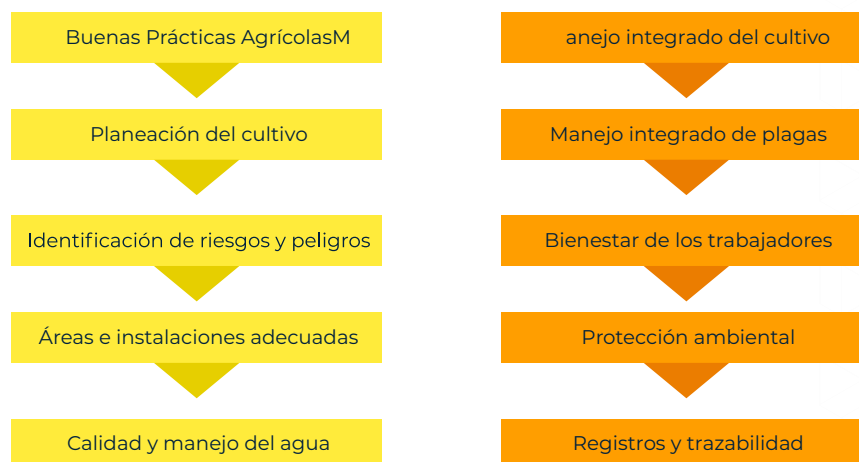 Buenas Prácticas AgrícolasM
Planeación del cultivo
Identificación de riesgos y peligros
Áreas e instalaciones adecuadas
Calidad y manejo del agua
anejo integrado del cultivo
Manejo integrado de plagas
Bienestar de los trabajadores
Protección ambiental
Registros y trazabilidad